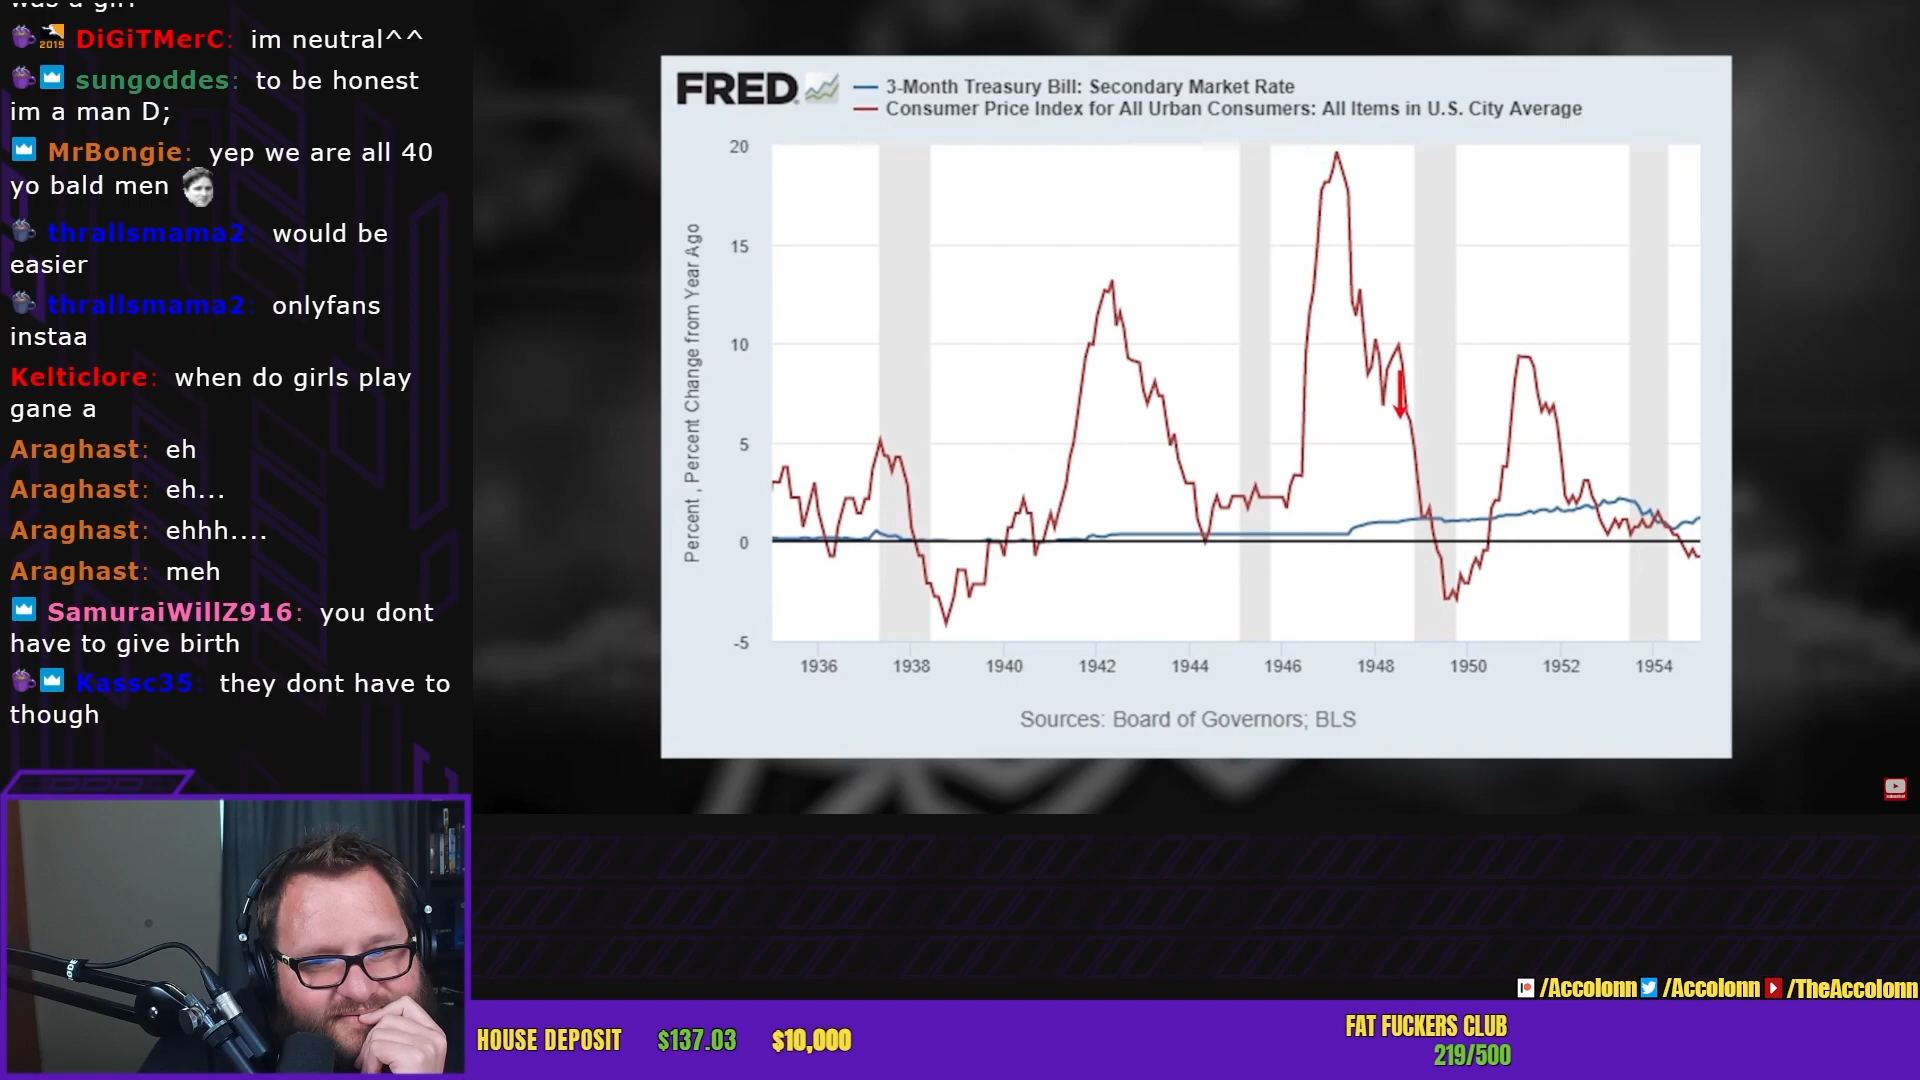 DiGiTMerC: im neutral^^
sungoddes: to be honest
im a man D;
MrBongie: yep we are all 40
yo bald men
thrallsmama2: would be
easier
thrallsmama2: onlyfans
instaa
Kelticlore: when do girls play
gane a
Araghast: eh
Araghast: eh...
Araghast: ehhh....
Araghast: meh
SamuraiWillZ916: you dont
have to give birth
Kassc35: they dont have to
though
2019
FRED
3-Month Treasury Bill: Secondary Market Rate
Consumer Price Index for All Urban Consumers: All Items in U.S. City Average
Percent , Percent Change from Year Ago
20
15
10
5
0
-5
1936 1938 1940 1942 1944 1946 1948 1950 1952 1954
Sources: Board of Governors; BLS
/Accolonn /Accolonn /TheAccolonn
HOUSE DEPOSIT $137.03 $10,000
FAT FUCKERS CLUB
219/500